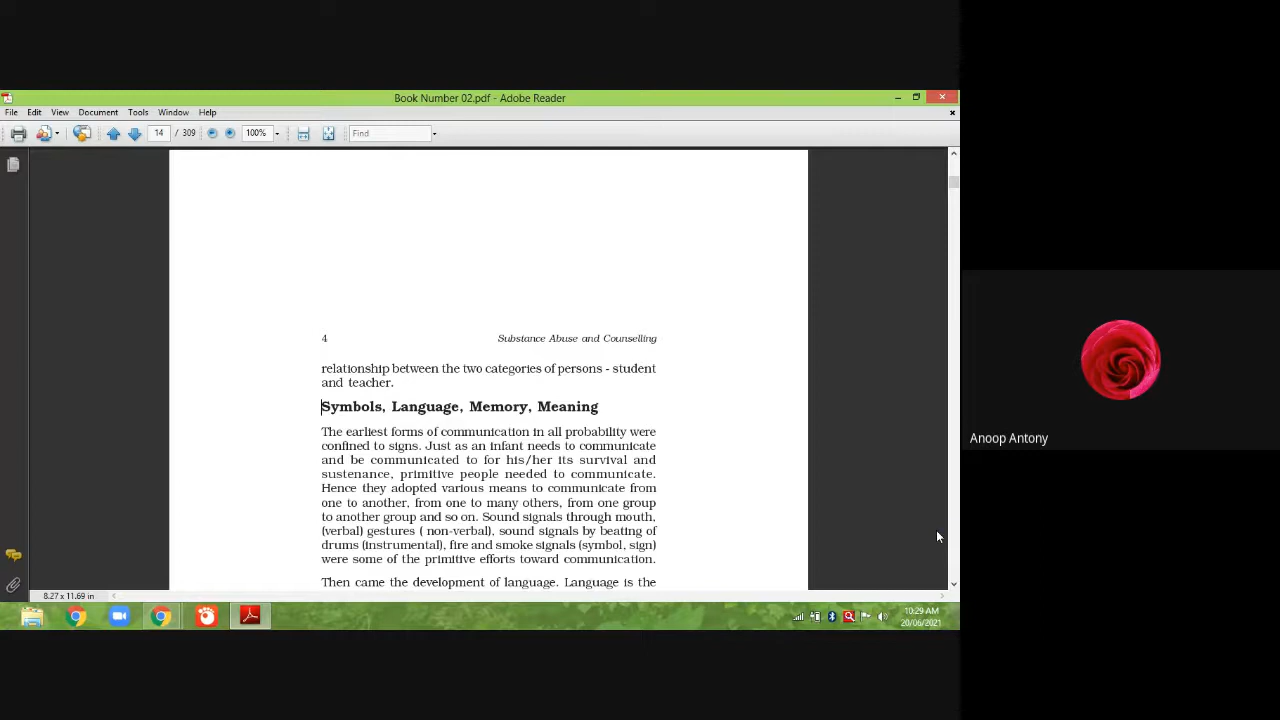 Book Number 02.pdf - Adobe Reader
File Edit View Document Tools Window Help
14 / 309 100% Find
4 Substance Abuse and Counselling
relationship between the two categories of persons - student
and teacher.
Symbols, Language, Memory, Meaning
The earliest forms of communication in all probability were
confined to signs. Just as an infant needs to communicate
and be communicated to for his/her its survival and
sustenance, primitive people needed to communicate.
Hence they adopted various means to communicate from
one to another, from one to many others, from one group
to another group and so on. Sound signals through mouth,
(verbal) gestures ( non-verbal), sound signals by beating of
drums (instrumental), fire and smoke signals (symbol, sign)
were some of the primitive efforts toward communication.
Then came the development of language. Language is the
8.27 x 11.69 in
10:29 AM
20/06/2021
Anoop Antony